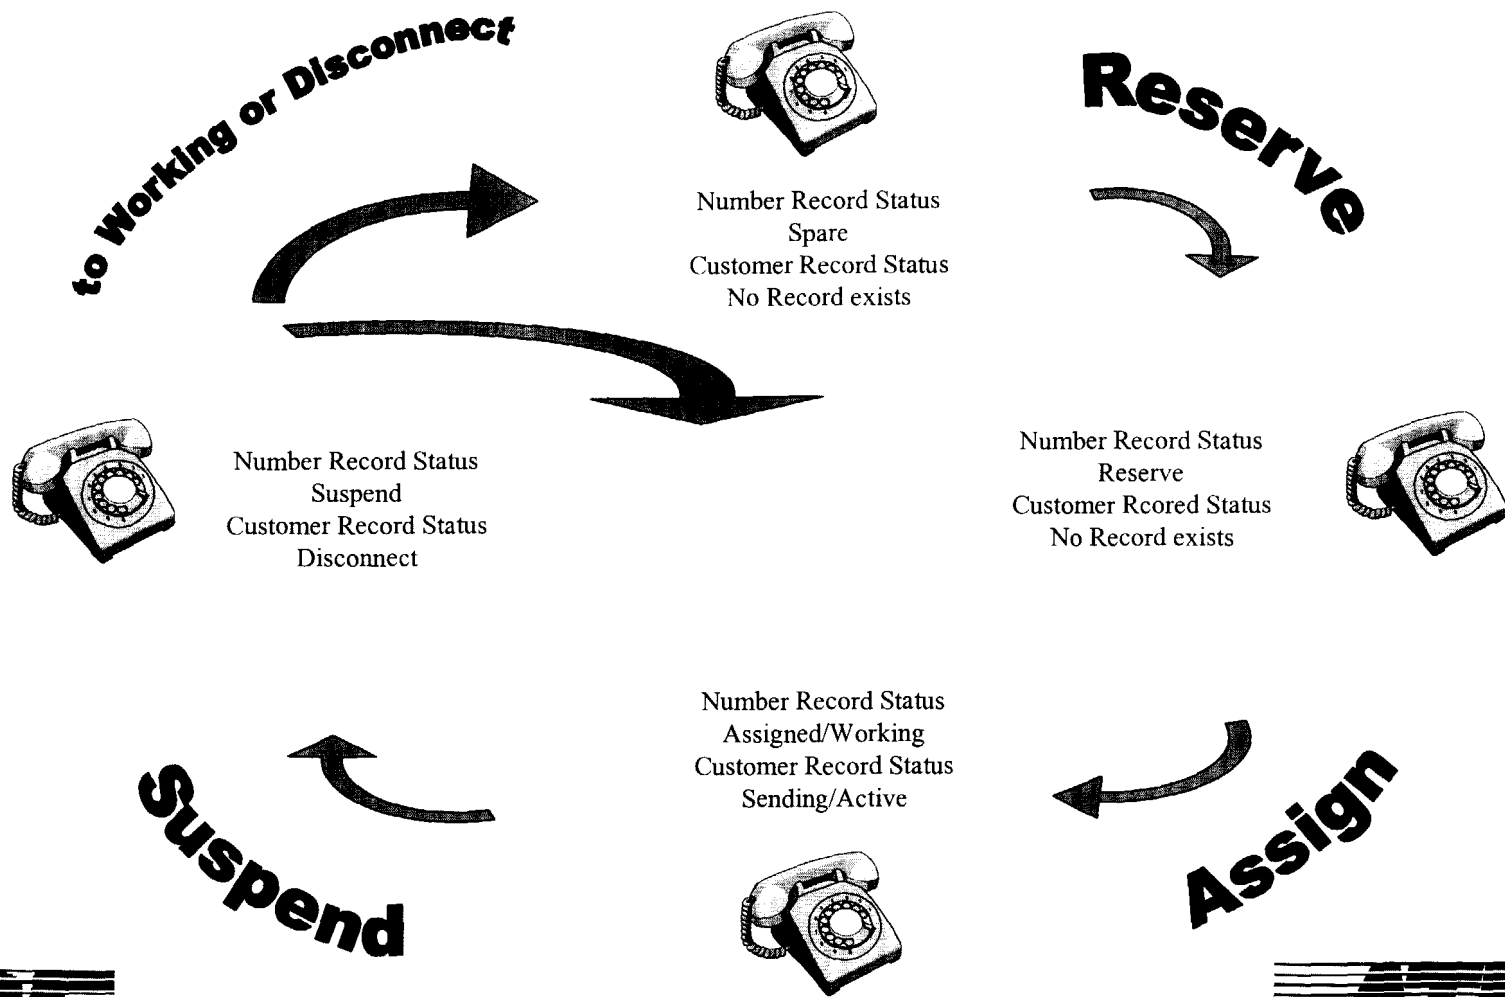 to Working or Disconnect
Reserve
Number Record Status
Spare
Customer Record Status
No Record exists
Number Record Status
Suspend
Customer Record Status
Disconnect
Number Record Status
Reserve
Customer Rcored Status
No Record exists
Number Record Status
Assigned/Working
Customer Record Status
Sending/Active
Suspend
Assign